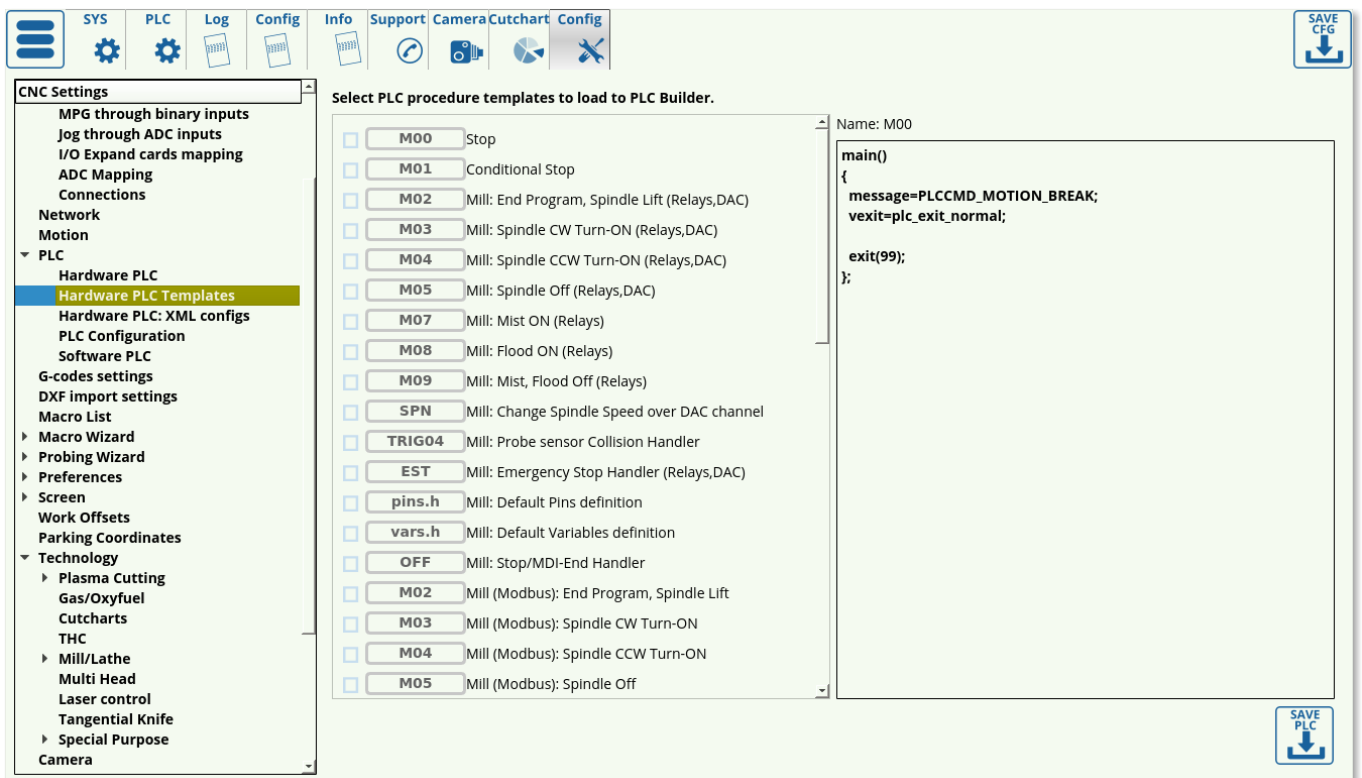 SYS PLC Log Config Info Support Camera Cutchart Config
SAVE
CFG
CNC Settings
MPG through binary inputs
Jog through ADC inputs
I/O Expand cards mapping
ADC Mapping
Connections
Network
Motion
PLC
Hardware PLC
Hardware PLC Templates
Hardware PLC: XML configs
PLC Configuration
Software PLC
G-codes settings
DXF import settings
Macro List
Macro Wizard
Probing Wizard
Preferences
Screen
Work Offsets
Parking Coordinates
Technology
Plasma Cutting
Gas/Oxyfuel
Cutcharts
THC
Mill/Lathe
Multi Head
Laser control
Tangential Knife
Special Purpose
Camera
Select PLC procedure templates to load to PLC Builder.
M00 Stop
M01 Conditional Stop
M02 Mill: End Program, Spindle Lift (Relays,DAC)
M03 Mill: Spindle CW Turn-ON (Relays,DAC)
M04 Mill: Spindle CCW Turn-ON (Relays,DAC)
M05 Mill: Spindle Off (Relays,DAC)
M07 Mill: Mist ON (Relays)
M08 Mill: Flood ON (Relays)
M09 Mill: Mist, Flood Off (Relays)
SPN Mill: Change Spindle Speed over DAC channel
TRIG04 Mill: Probe sensor Collision Handler
EST Mill: Emergency Stop Handler (Relays,DAC)
pins.h Mill: Default Pins definition
vars.h Mill: Default Variables definition
OFF Mill: Stop/MDI-End Handler
M02 Mill (Modbus): End Program, Spindle Lift
M03 Mill (Modbus): Spindle CW Turn-ON
M04 Mill (Modbus): Spindle CCW Turn-ON
M05 Mill (Modbus): Spindle Off
Name: M00
main()
{
message=PLCCMD_MOTION_BREAK;
vexit=plc_exit_normal;
exit(99);
};
SAVE
PLC